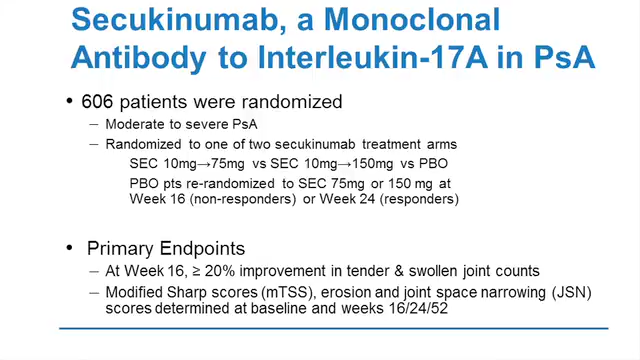 Secukinumab, a Monoclonal
Antibody to Interleukin-17A in PsA
• 606 patients were randomized
– Moderate to severe PsA
– Randomized to one of two secukinumab treatment arms
SEC 10mg→75mg vs SEC 10mg→150mg vs PBO
PBO pts re-randomized to SEC 75mg or 150 mg at
Week 16 (non-responders) or Week 24 (responders)
• Primary Endpoints
– At Week 16, ≥ 20% improvement in tender & swollen joint counts
– Modified Sharp scores (mTSS), erosion and joint space narrowing (JSN)
scores determined at baseline and weeks 16/24/52